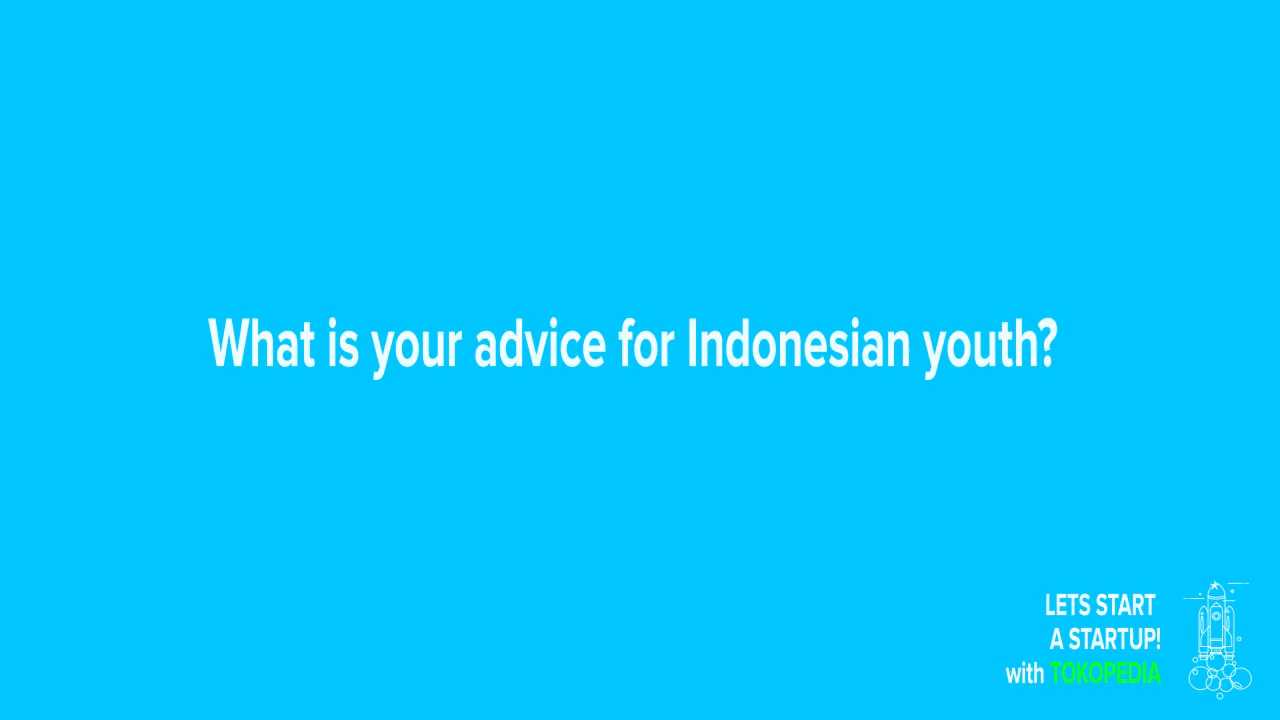 What is your advice for Indonesian youth?
LETS START
A STARTUP!
with TOKOPEDIA